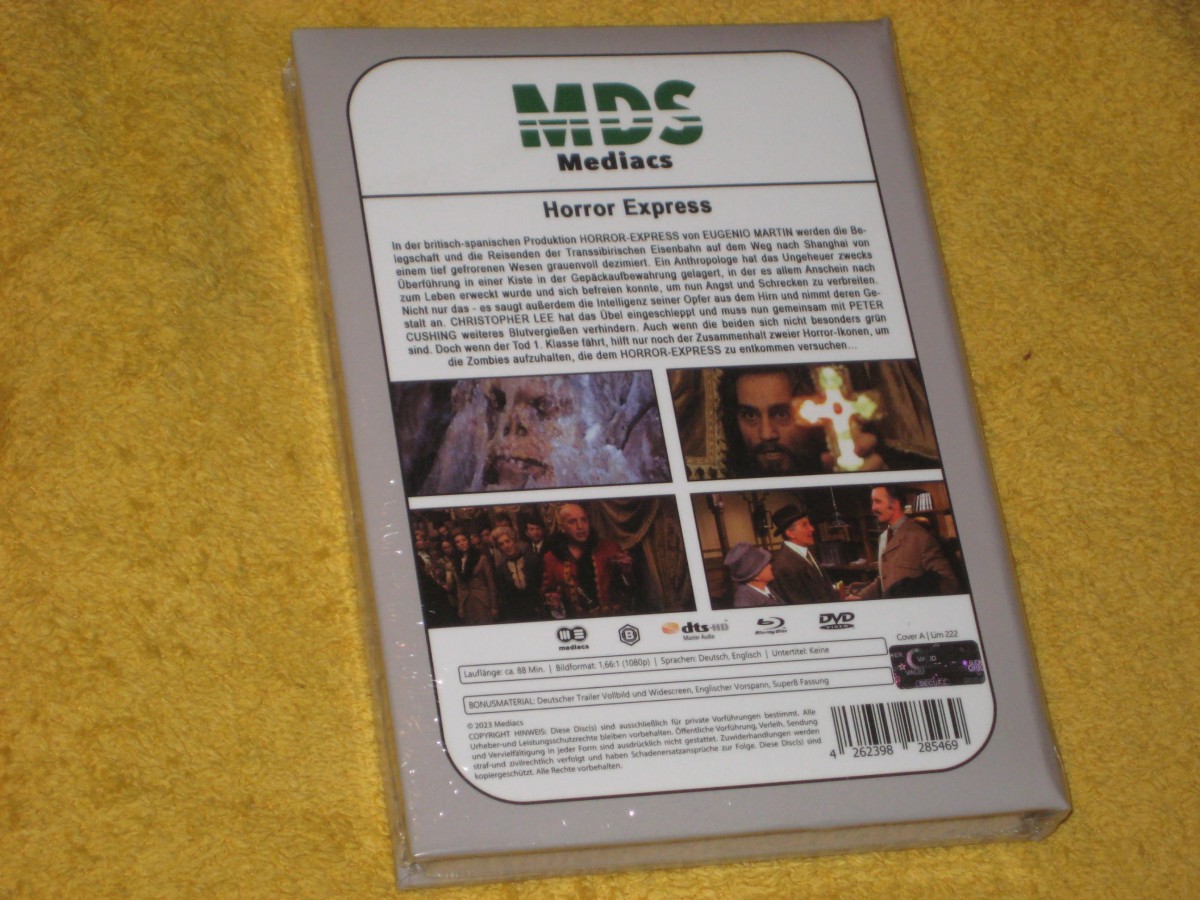 MDS
Mediacs
Horror Express
In der britisch-spanischen Produktion HORROR-EXPRESS von EUGENIO MARTIN werden die Be-
legschaft und die Reisenden der Transsibirischen Eisenbahn auf dem Weg nach Shanghai von
einem tief gefrorenen Wesen grauenvoll dezimiert. Ein Anthropologe hat das Ungeheuer zwecks
Überführung in einer Kiste in der Gepäckaufbewahrung gelagert, in der es allem Anschein nach
zum Leben erweckt wurde und sich befreien konnte, um nun Angst und Schrecken zu verbreiten.
Nicht nur das - es saugt außerdem die Intelligenz seiner Opfer aus dem Hirn und nimmt deren Ge-
stalt an. CHRISTOPHER LEE hat das Übel eingeschleppt und muss nun gemeinsam mit PETER
CUSHING weiteres Blutvergießen verhindern. Auch wenn die beiden sich nicht besonders grün
sind. Doch wenn der Tod 1. Klasse fährt, hilft nur noch der Zusammenhalt zweier Horror-Ikonen, um
die Zombies aufzuhalten, die dem HORROR-EXPRESS zu entkommen versuchen...
mediacs
B
dts-HD
Master Audio
Blu-ray Disc
DVD
VIDEO
Cover A | Lim 222
Lauflänge: ca. 88 Min. | Bildformat: 1,66:1 (1080p) | Sprachen: Deutsch, Englisch | Untertitel: Keine
BONUSMATERIAL: Deutscher Trailer Vollbild und Widescreen, Englischer Vorspann, Super8 Fassung
© 2023 Mediacs
COPYRIGHT HINWEIS: Diese Disc(s) sind ausschließlich für private Vorführungen bestimmt. Alle
Urheber-und Leistungsschutzrechte bleiben vorbehalten. Öffentliche Vorführung, Verleih, Sendung
und Vervielfältigung in jeder Form sind ausdrücklich nicht gestattet. Zuwiderhandlungen werden
straf-und zivilrechtlich verfolgt und haben Schadenersatzansprüche zur Folge. Diese Disc(s) sind
kopiergeschützt. Alle Rechte vorbehalten.
4 262398 285469